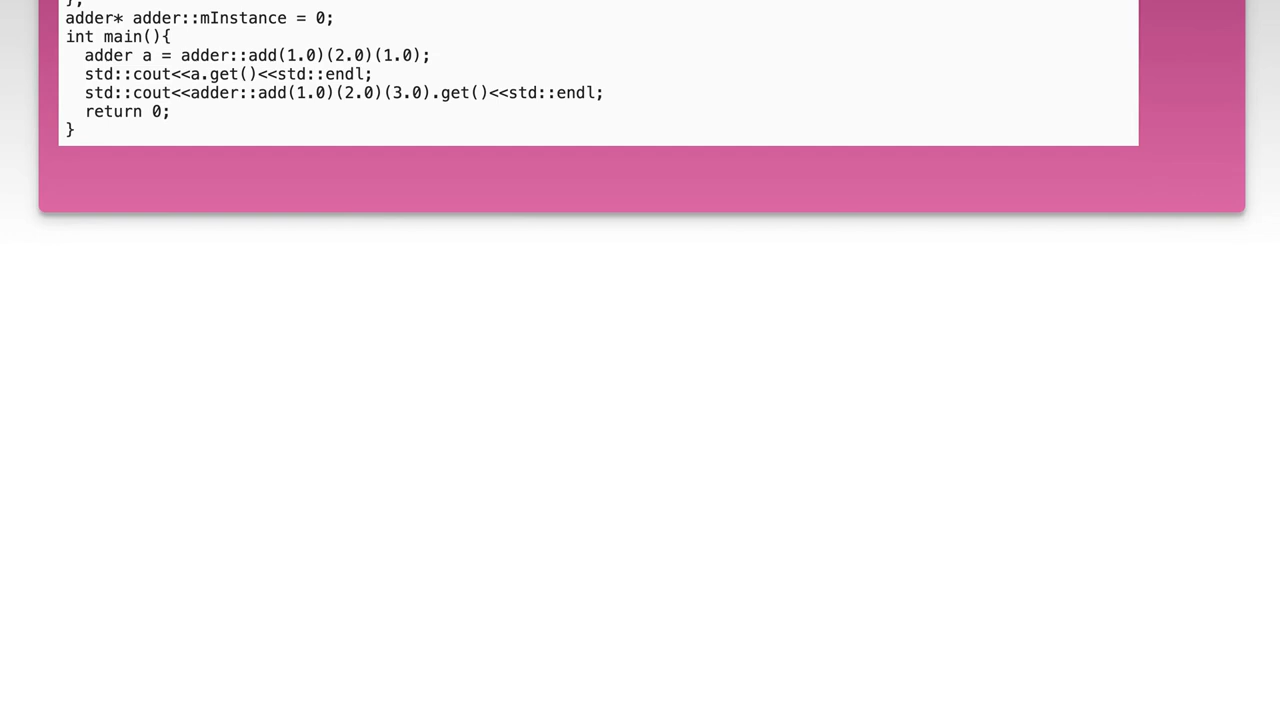 };
adder* adder::mInstance = 0;
int main(){
  adder a = adder::add(1.0)(2.0)(1.0);
  std::cout<<a.get()<<std::endl;
  std::cout<<adder::add(1.0)(2.0)(3.0).get()<<std::endl;
  return 0;
}